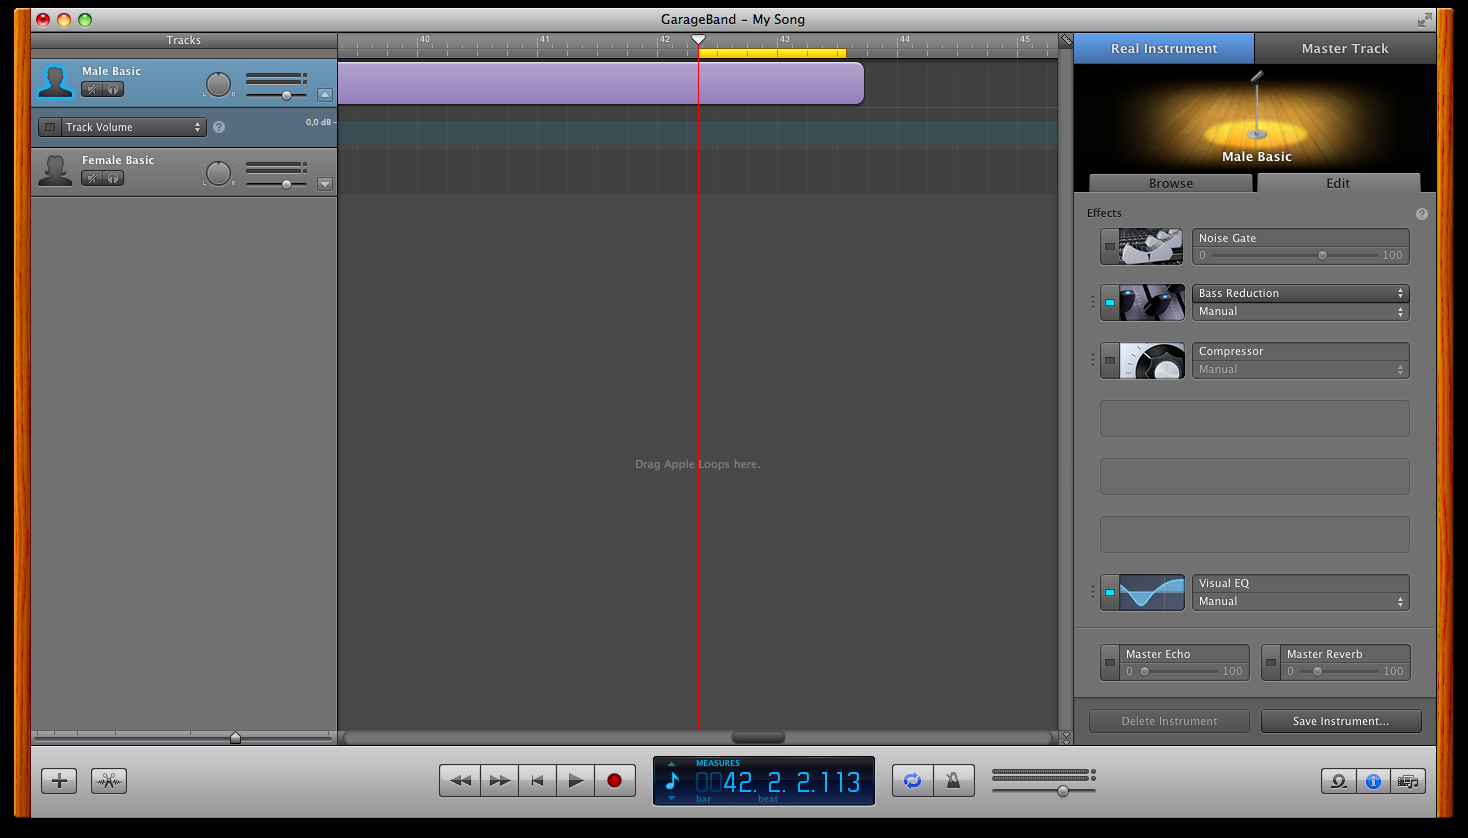 GarageBand – My Song
Tracks
40 41 42 43 44 45
Real Instrument Master Track
Male Basic
L R
Track Volume ? 0,0 dB
Female Basic
L R
Male Basic
Browse Edit
Effects ?
Noise Gate
0 100
Bass Reduction
Manual
Compressor
Manual
Drag Apple Loops here.
Visual EQ
Manual
Master Echo Master Reverb
0 100 0 100
Delete Instrument Save Instrument...
MEASURES
0042. 2. 2.113
bar beat
i